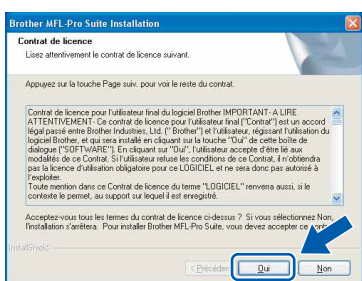 Brother MFL-Pro Suite Installation
Contrat de licence
Lisez attentivement le contrat de licence suivant.
Appuyez sur la touche Page suiv. pour voir le reste du contrat.
Contrat de licence pour l'utilisateur final du logiciel Brother IMPORTANT- A LIRE
ATTENTIVEMENT- Ce contrat de licence pour l'utilisateur final ("Contrat") est un accord
légal passé entre Brother Industries, Ltd. (" Brother") et l'utilisateur, régissant l'utilisation du
logiciel Brother, et qui sera installé en cliquant sur la touche "Oui" de cette boîte de
dialogue ("SOFTWARE"). En cliquant sur "Oui", l'utilisateur accepte d'être lié aux
modalités de ce Contrat. Si l'utilisateur refuse les conditions de ce Contrat, il n'obtiendra
pas la licence d'utilisation obligatoire pour ce LOGICIEL et ne sera donc pas autorisé à
l'exploiter.
Toute mention dans ce Contrat de licence du terme "LOGICIEL" renverra aussi, si le
contexte le permet, au support sur lequel il est enregistré.
Acceptez-vous tous les termes du contrat de licence ci-dessus ? Si vous sélectionnez Non,
l'installation s'arrêtera. Pour installer Brother MFL-Pro Suite, vous devez accepter ce
InstallShield
< Précédent
Oui
Non